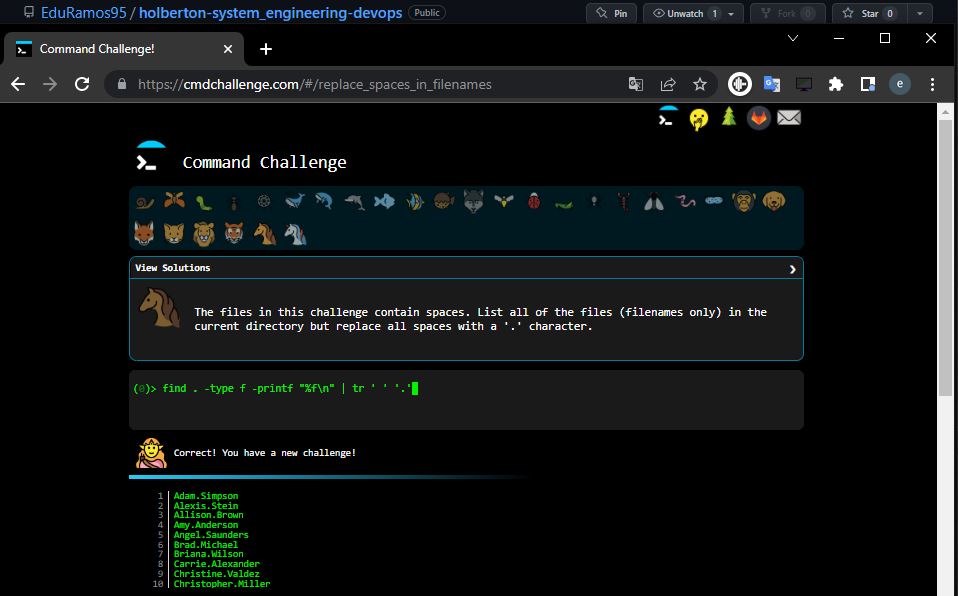 EduRamos95 / holberton-system_engineering-devops Public
Pin Unwatch 1 Fork 0 Star 0
Command Challenge!
https://cmdchallenge.com/#/replace_spaces_in_filenames
e
Command Challenge
View Solutions
The files in this challenge contain spaces. List all of the files (filenames only) in the
current directory but replace all spaces with a '.' character.
(0)> find . -type f -printf "%f\n" | tr ' ' '.'
Correct! You have a new challenge!
1 Adam.Simpson
2 Alexis.Stein
3 Allison.Brown
4 Amy.Anderson
5 Angel.Saunders
6 Brad.Michael
7 Briana.Wilson
8 Carrie.Alexander
9 Christine.Valdez
10 Christopher.Miller